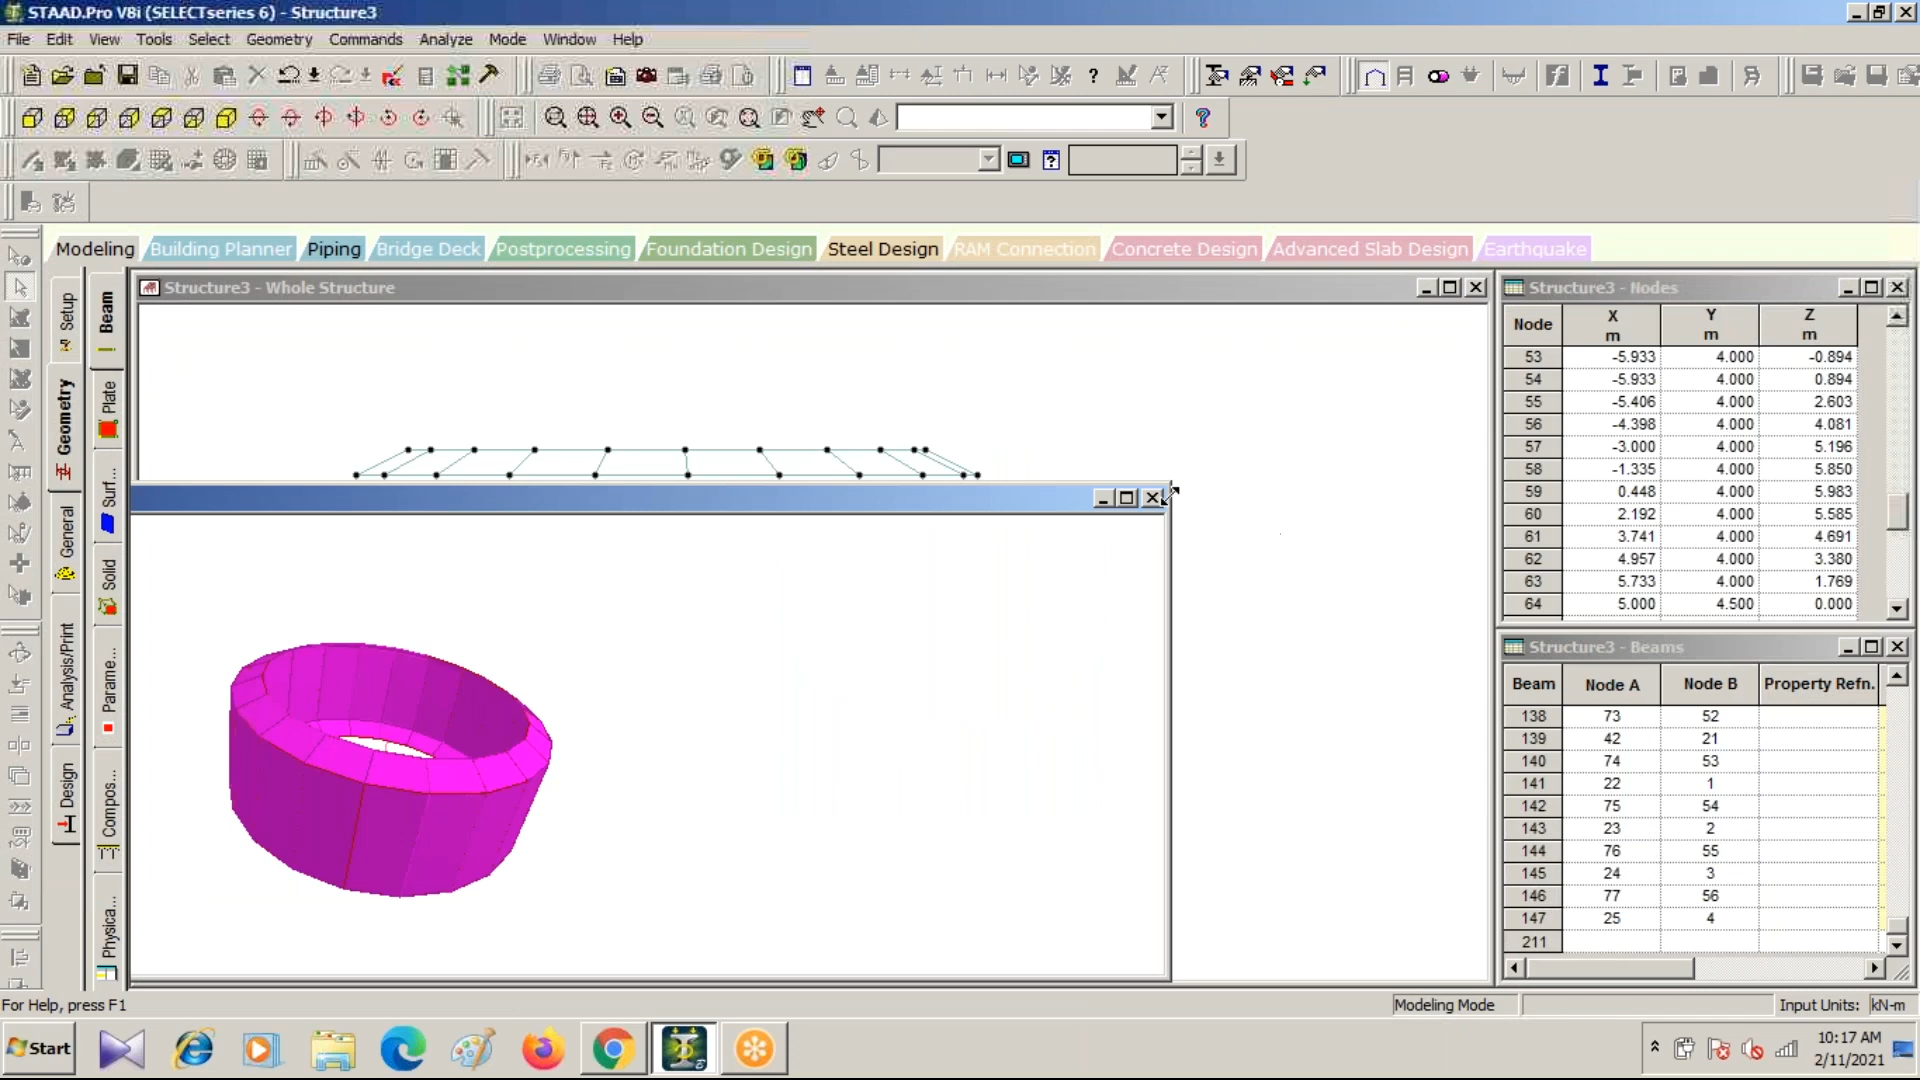 STAAD.Pro V8i (SELECTseries 6) - Structure3
File Edit View Tools Select Geometry Commands Analyze Mode Window Help
Modeling Building Planner Piping Bridge Deck Postprocessing Foundation Design Steel Design RAM Connection Concrete Design Advanced Slab Design Earthquake
Setup
Geometry
General
Analysis/Print
Design
Beam
Plate
Surf...
Solid
Parame...
Compos...
Physica...
Structure3 - Whole Structure
Structure3 - Nodes
Node X m Y m Z m
53 -5.933 4.000 -0.894
54 -5.933 4.000 0.894
55 -5.406 4.000 2.603
56 -4.398 4.000 4.081
57 -3.000 4.000 5.196
58 -1.335 4.000 5.850
59 0.448 4.000 5.983
60 2.192 4.000 5.585
61 3.741 4.000 4.691
62 4.957 4.000 3.380
63 5.733 4.000 1.769
64 5.000 4.500 0.000
Structure3 - Beams
Beam Node A Node B Property Refn.
138 73 52
139 42 21
140 74 53
141 22 1
142 75 54
143 23 2
144 76 55
145 24 3
146 77 56
147 25 4
211
For Help, press F1
Modeling Mode
Input Units: kN-m
Start
10:17 AM
2/11/2021